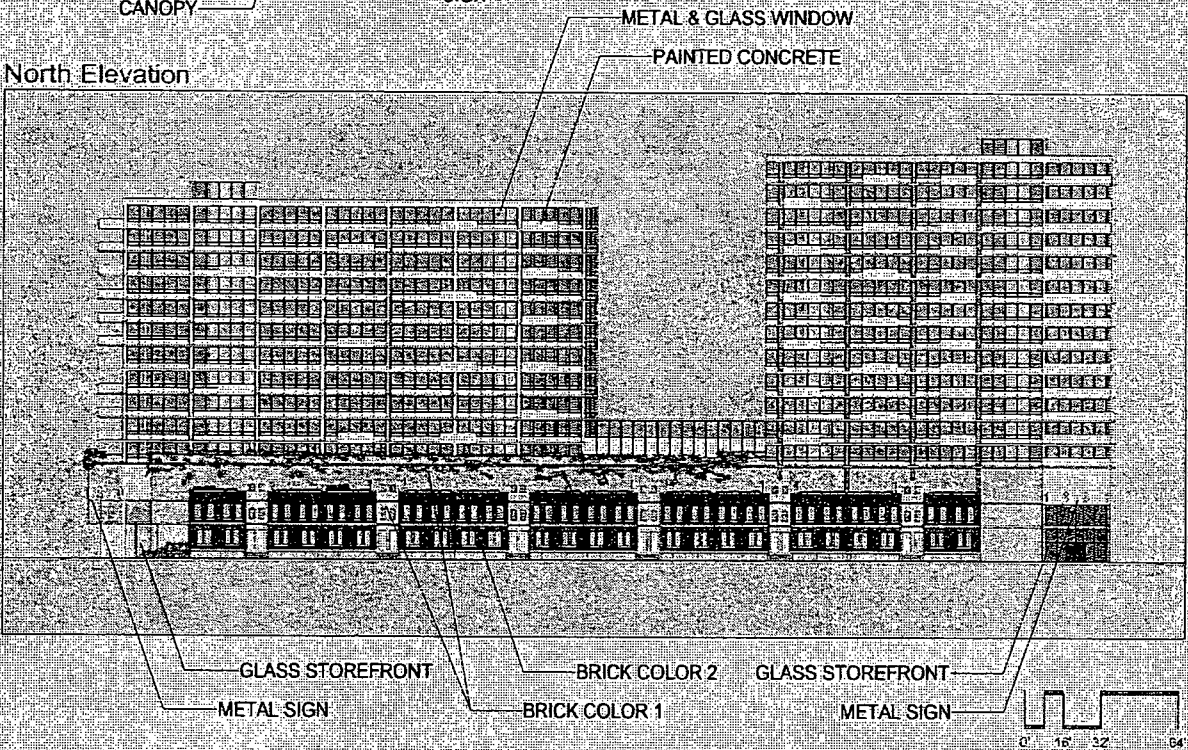 CANOPY
SIGN
METAL & GLASS WINDOW
PAINTED CONCRETE
North Elevation
GLASS STOREFRONT
BRICK COLOR 2
GLASS STOREFRONT
METAL SIGN
BRICK COLOR 1
METAL SIGN
0' 16' 32' 64'